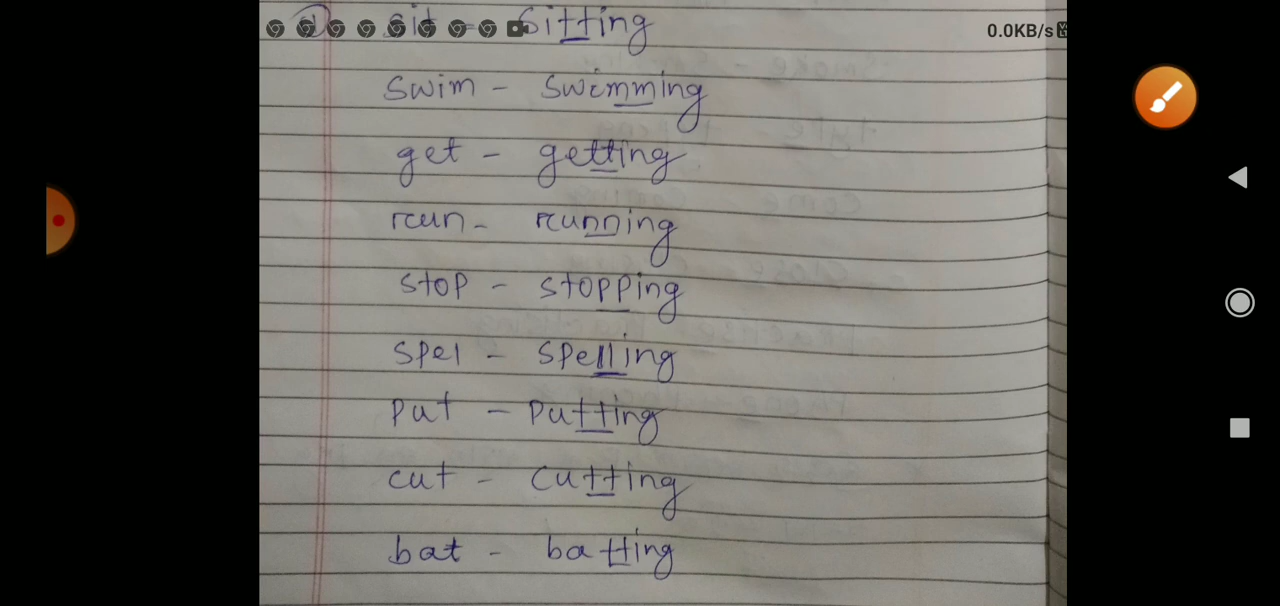 sit - sitting
0.0KB/s
swim - swimming
get - getting
run - running
stop - stopping
spel - spelling
put - putting
cut - cutting
bat - batting